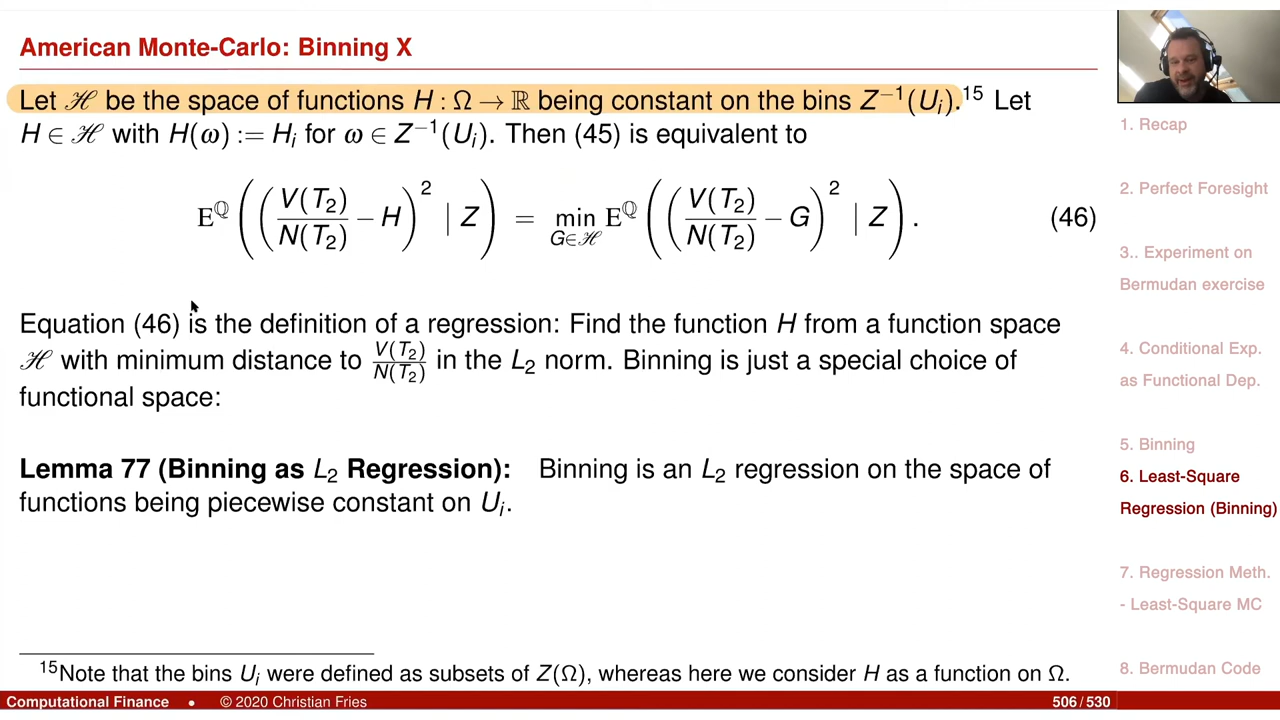 American Monte-Carlo: Binning X
Let ℋ be the space of functions H : Ω → ℝ being constant on the bins Z⁻¹(Uᵢ).¹⁵ Let
H ∈ ℋ with H(ω) := Hᵢ for ω ∈ Z⁻¹(Uᵢ). Then (45) is equivalent to
E^ℚ ( ( V(T₂)/N(T₂) − H )² | Z ) = min_{G∈ℋ} E^ℚ ( ( V(T₂)/N(T₂) − G )² | Z ) . (46)
Equation (46) is the definition of a regression: Find the function H from a function space
ℋ with minimum distance to V(T₂)/N(T₂) in the L₂ norm. Binning is just a special choice of
functional space:
Lemma 77 (Binning as L₂ Regression): Binning is an L₂ regression on the space of
functions being piecewise constant on Uᵢ.
¹⁵Note that the bins Uᵢ were defined as subsets of Z(Ω), whereas here we consider H as a function on Ω.
Computational Finance • © 2020 Christian Fries 506/530
1. Recap
2. Perfect Foresight
3.. Experiment on
Bermudan exercise
4. Conditional Exp.
as Functional Dep.
5. Binning
6. Least-Square
Regression (Binning)
7. Regression Meth.
- Least-Square MC
8. Bermudan Code